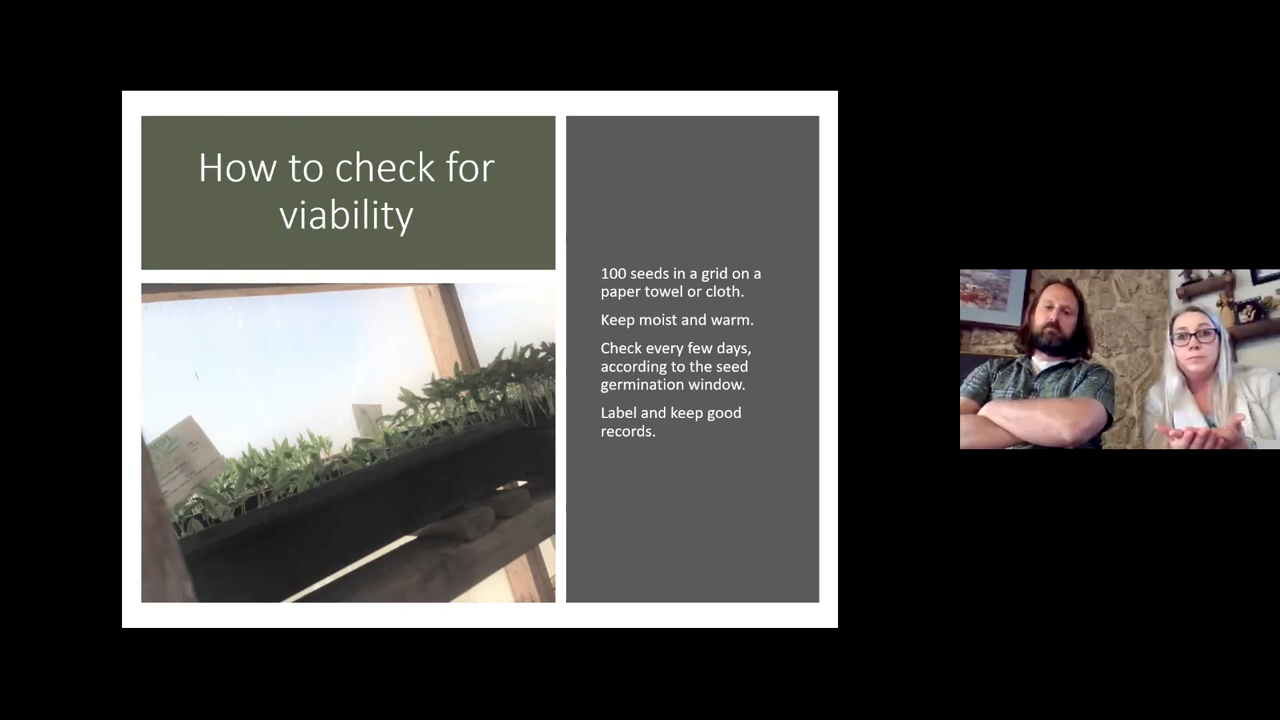 How to check for
viability
100 seeds in a grid on a
paper towel or cloth.
Keep moist and warm.
Check every few days,
according to the seed
germination window.
Label and keep good
records.